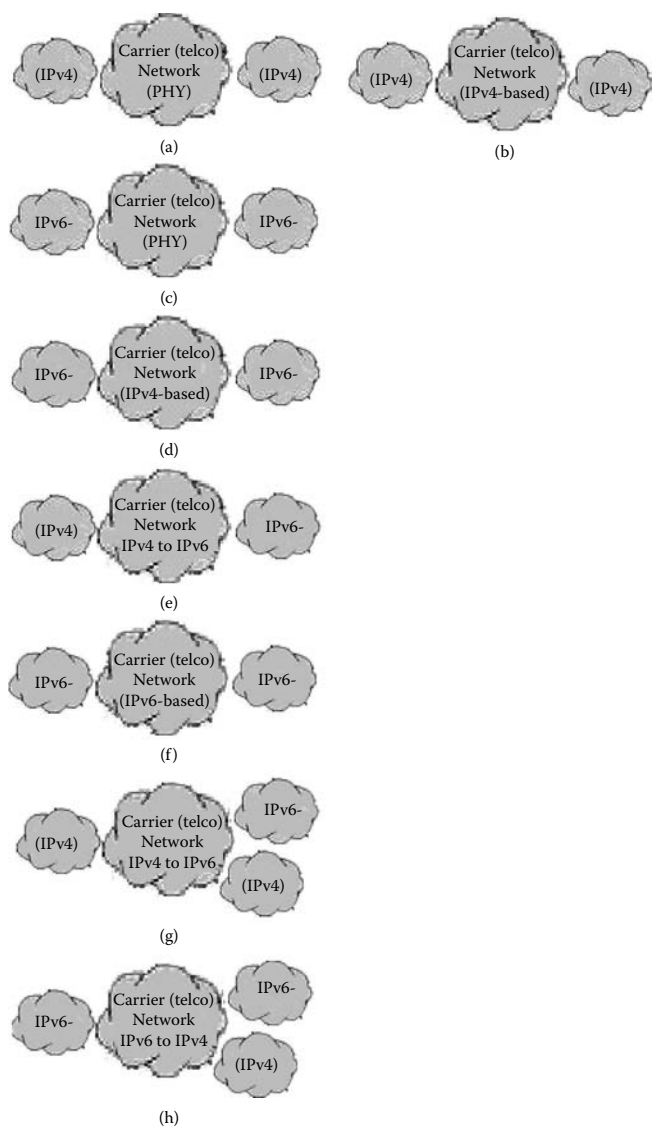 (IPv4)
Carrier (telco)
Network
(PHY)
(IPv4)
(a)
(IPv4)
Carrier (telco)
Network
(IPv4-based)
(IPv4)
(b)
IPv6-
Carrier (telco)
Network
(PHY)
IPv6-
(c)
IPv6-
Carrier (telco)
Network
(IPv4-based)
IPv6-
(d)
(IPv4)
Carrier (telco)
Network
IPv4 to IPv6
IPv6-
(e)
IPv6-
Carrier (telco)
Network
(IPv6-based)
IPv6-
(f)
(IPv4)
Carrier (telco)
Network
IPv4 to IPv6
IPv6-
(IPv4)
(g)
IPv6-
Carrier (telco)
Network
IPv6 to IPv4
IPv6-
(IPv4)
(h)